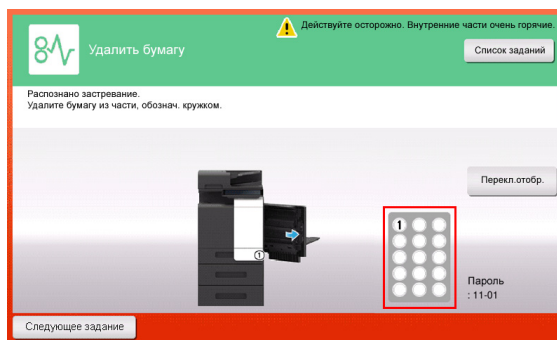 Действуйте осторожно. Внутренние части очень горячие.
Удалить бумагу
Список заданий
Распознано застревание.
Удалите бумагу из части, обознач. кружком.
Перекл.отобр.
1
1
Пароль
: 11-01
Следующее задание